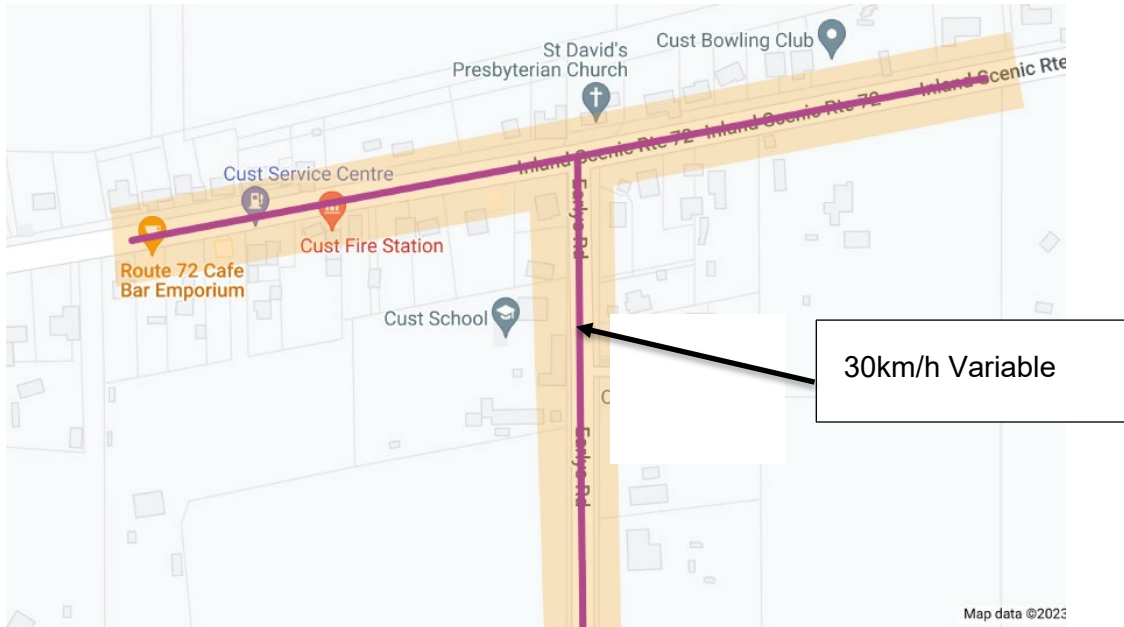 St David's
Presbyterian Church
Cust Bowling Club
Inland Scenic Rte 72
Inland Scenic Rte 72
Inland Scenic Rte
Cust Service Centre
Cust Fire Station
Route 72 Cafe
Bar Emporium
Earlys Rd
Cust School
30km/h Variable
C
Earlys Rd
Map data ©2023